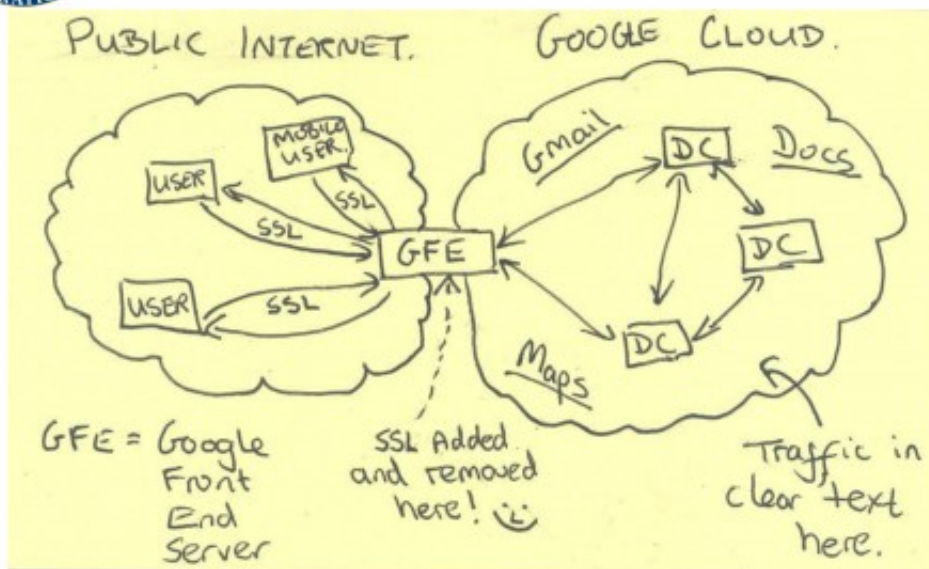 PUBLIC INTERNET.
GOOGLE CLOUD.
MOBILE
USER.
USER
SSL
SSL
USER
SSL
GFE
Gmail
DC
Docs
DC
DC
Maps
GFE = Google
Front
End
Server
SSL Added
and removed
here!
Traffic in
clear text
here.